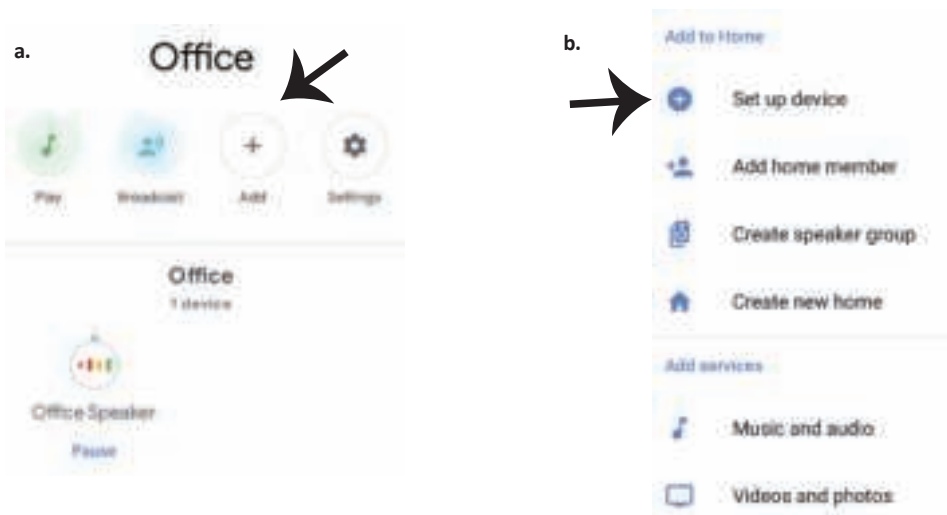 a.
Office
Play
Broadcast
Add
Settings
Office
1 device
Office Speaker
Pause
b.
Add to Home
Set up device
Add home member
Create speaker group
Create new home
Add services
Music and audio
Videos and photos